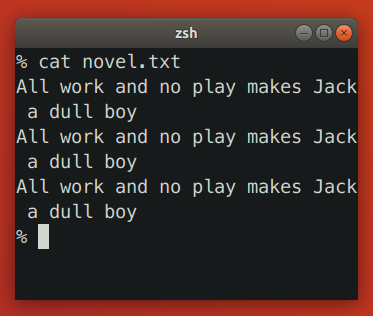 zsh
% cat novel.txt
All work and no play makes Jack
a dull boy
All work and no play makes Jack
a dull boy
All work and no play makes Jack
a dull boy
%